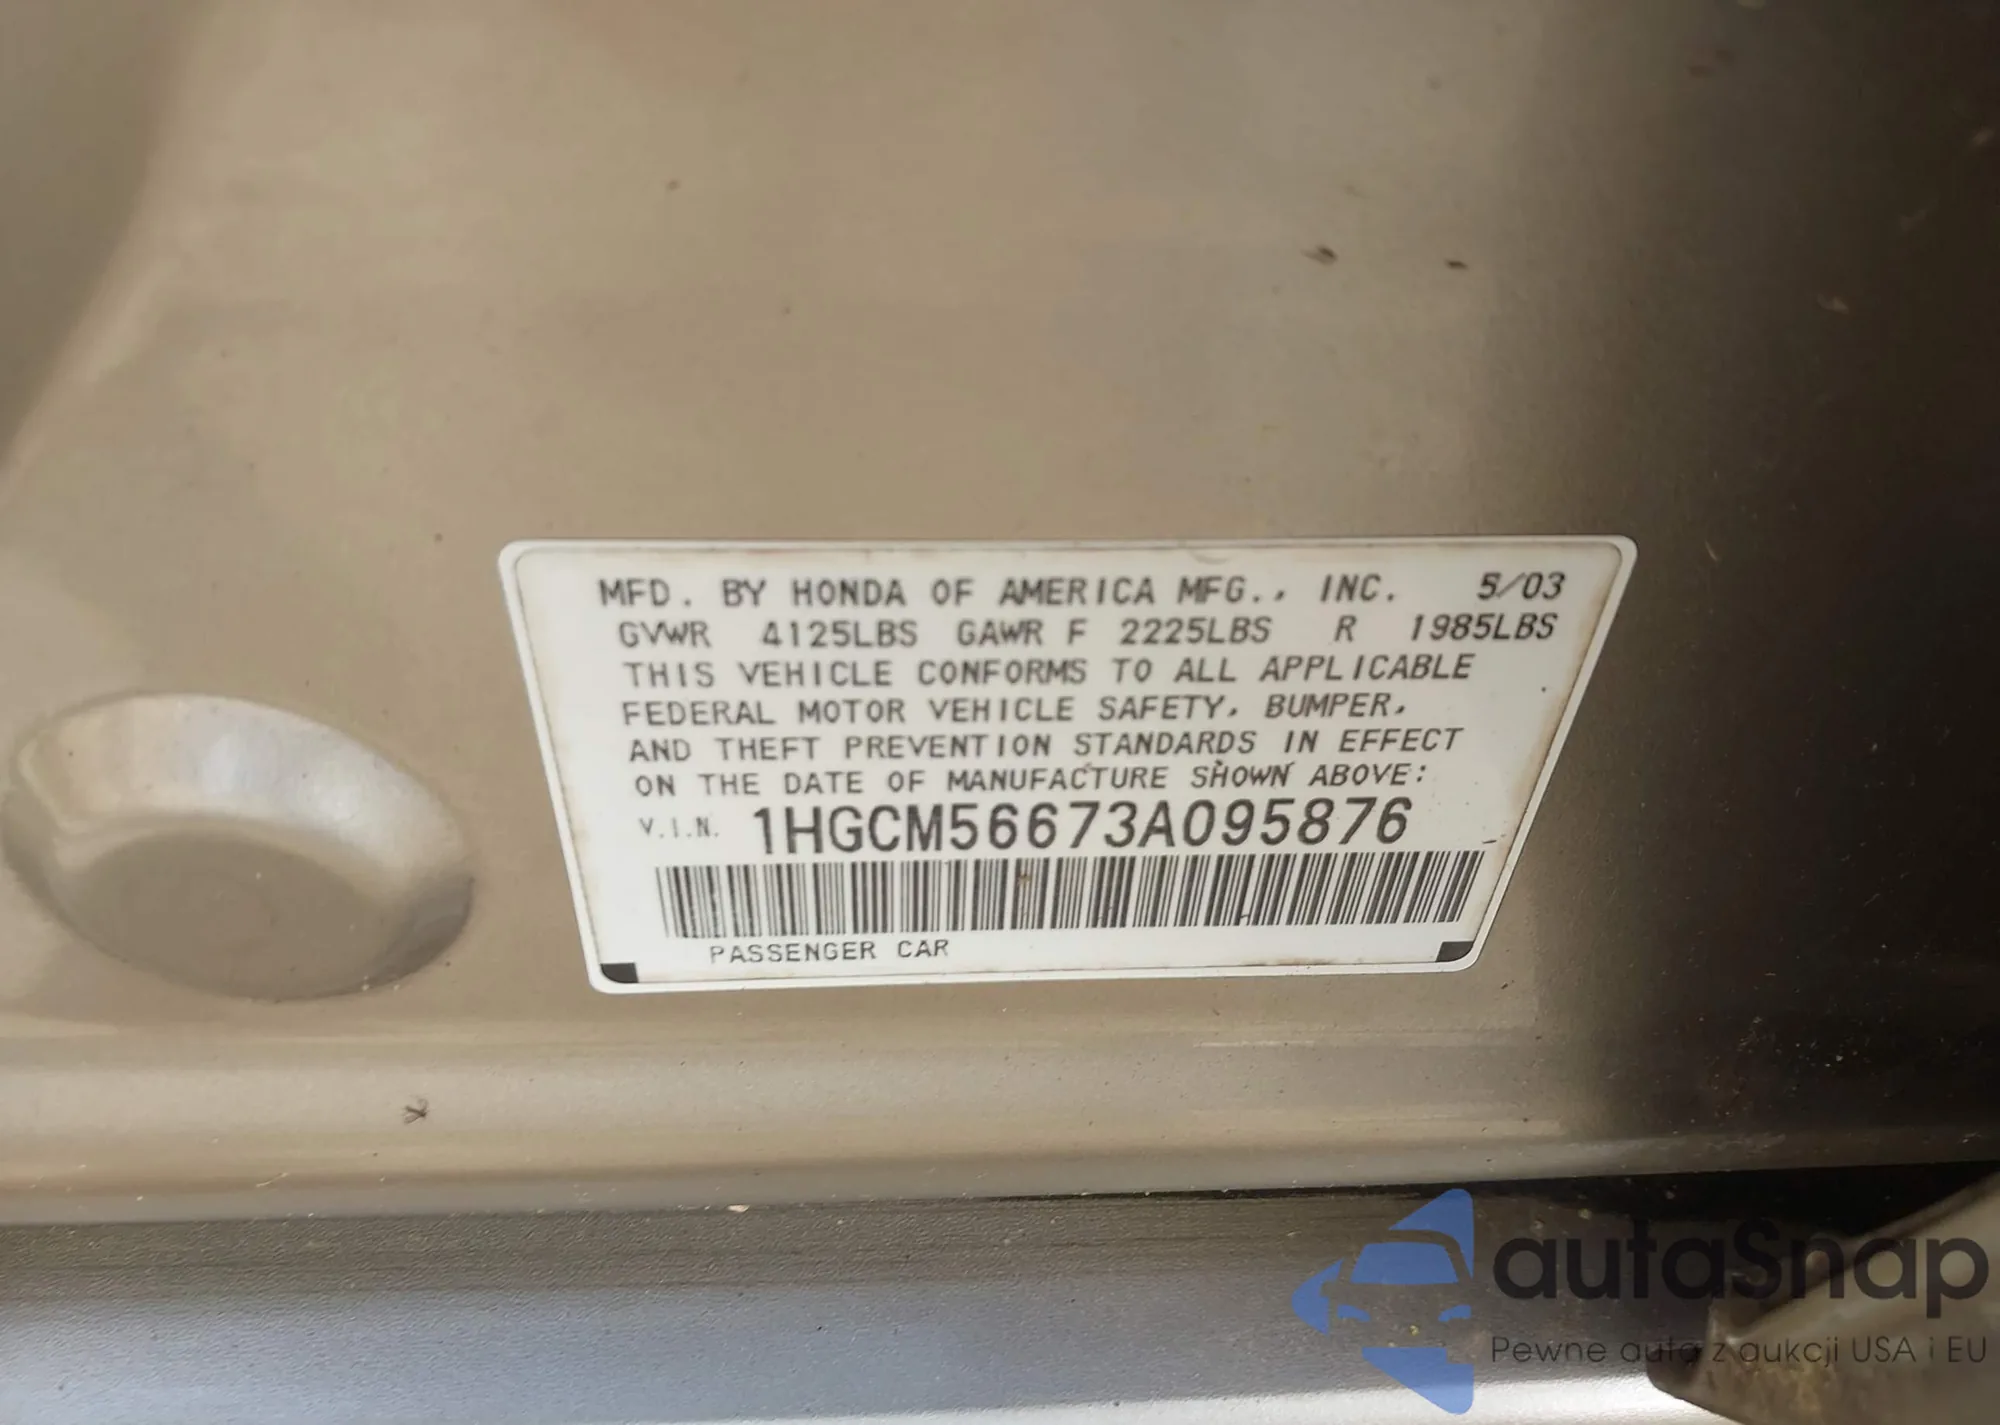 MFD. BY HONDA OF AMERICA MFG., INC. 5/03
GVWR 4125LBS GAWR F 2225LBS R 1985LBS
THIS VEHICLE CONFORMS TO ALL APPLICABLE
FEDERAL MOTOR VEHICLE SAFETY, BUMPER,
AND THEFT PREVENTION STANDARDS IN EFFECT
ON THE DATE OF MANUFACTURE SHOWN ABOVE:
V.I.N. 1HGCM56673A095876
PASSENGER CAR
autaSnap
Pewne auta z aukcji USA i EU